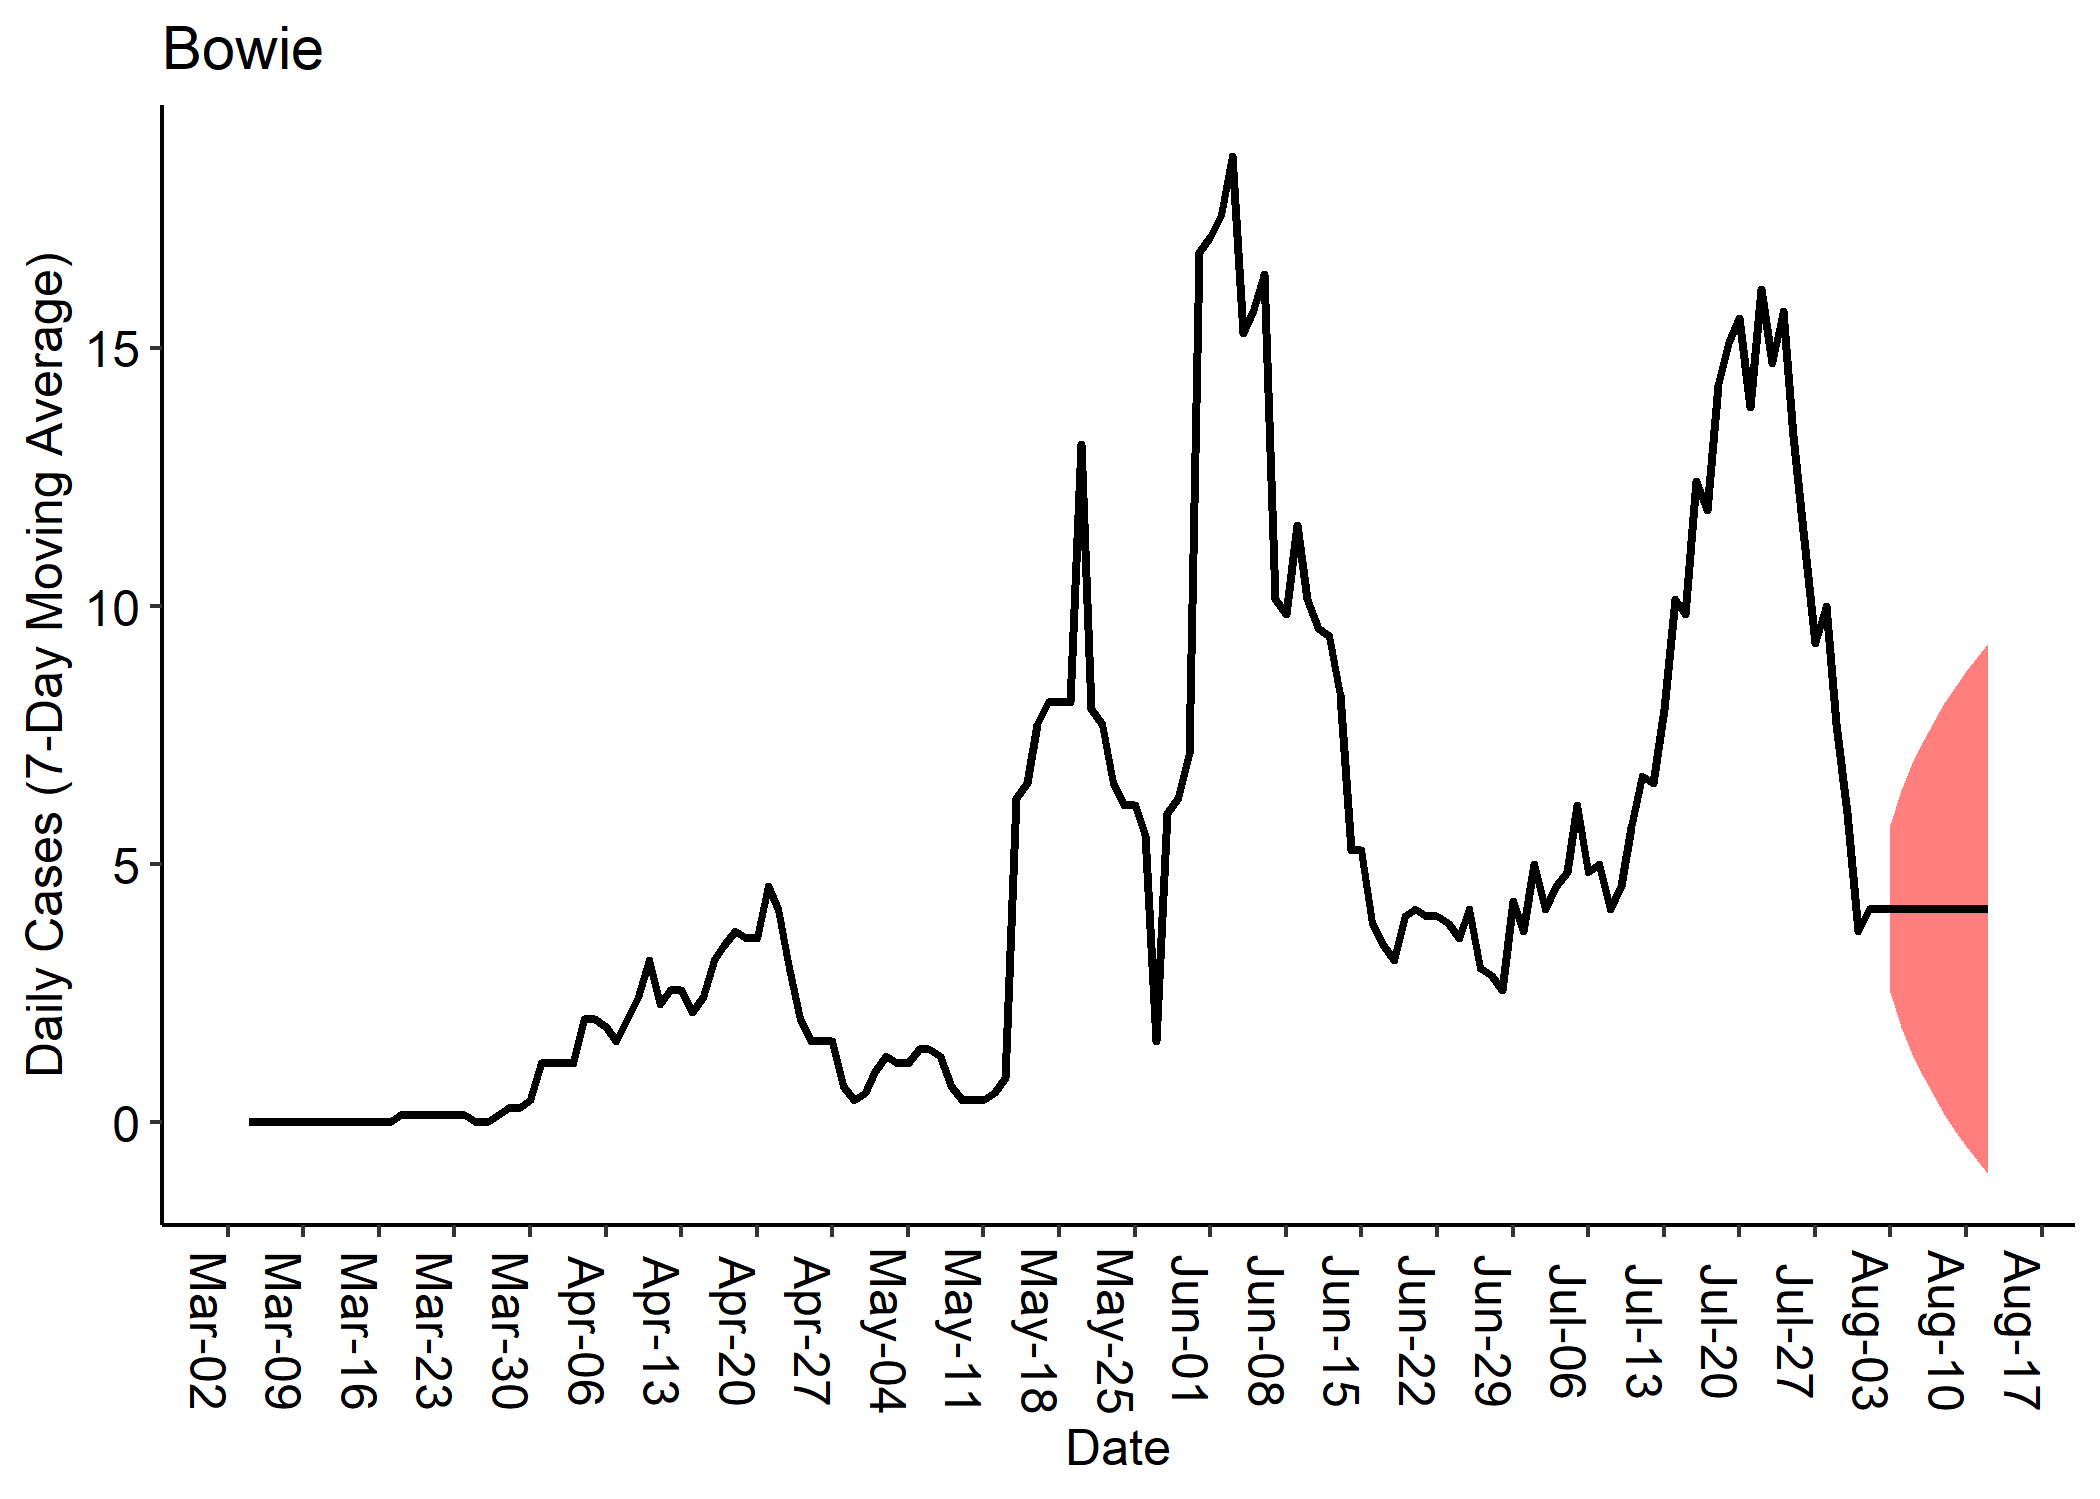 Bowie
Daily Cases (7-Day Moving Average)
15
10
5
0
Mar-02
Mar-09
Mar-16
Mar-23
Mar-30
Apr-06
Apr-13
Apr-20
Apr-27
May-04
May-11
May-18
May-25
Jun-01
Jun-08
Jun-15
Jun-22
Jun-29
Jul-06
Jul-13
Jul-20
Jul-27
Aug-03
Aug-10
Aug-17
Date